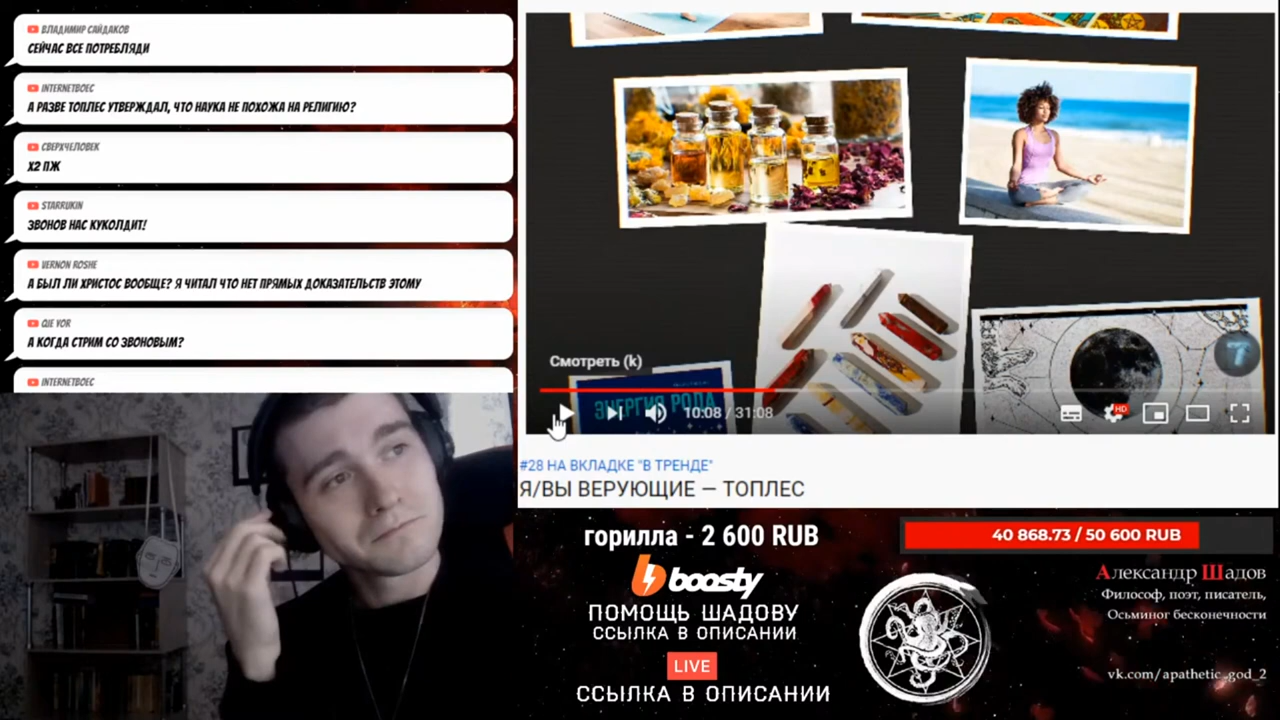 ВЛАДИМИР САЙДАКОВ
СЕЙЧАС ВСЕ ПОТРЕБЛЯДИ
INTERNETBOEC
А РАЗВЕ ТОПЛЕС УТВЕРЖДАЛ, ЧТО НАУКА НЕ ПОХОЖА НА РЕЛИГИЮ?
СВЕРХЧЕЛОВЕК
Х2 ПЖ
STARRUKIN
ЗВОНОВ НАС КУКОЛДИТ!
VERNON ROSHE
А БЫЛ ЛИ ХРИСТОС ВООБЩЕ? Я ЧИТАЛ ЧТО НЕТ ПРЯМЫХ ДОКАЗАТЕЛЬСТВ ЭТОМУ
QJE YOR
А КОГДА СТРИМ СО ЗВОНОВЫМ?
INTERNETBOEC
Смотреть (k)
ЭНЕРГИЯ РОДА
10:08 / 31:08
HD
#28 НА ВКЛАДКЕ "В ТРЕНДЕ"
Я/ВЫ ВЕРУЮЩИЕ — ТОПЛЕС
горилла - 2 600 RUB
boosty
ПОМОЩЬ ШАДОВУ
ССЫЛКА В ОПИСАНИИ
LIVE
ССЫЛКА В ОПИСАНИИ
40 868.73 / 50 600 RUB
Александр Шадов
Философ, поэт, писатель,
Осьминог бесконечности
vk.com/apathetic_god_2